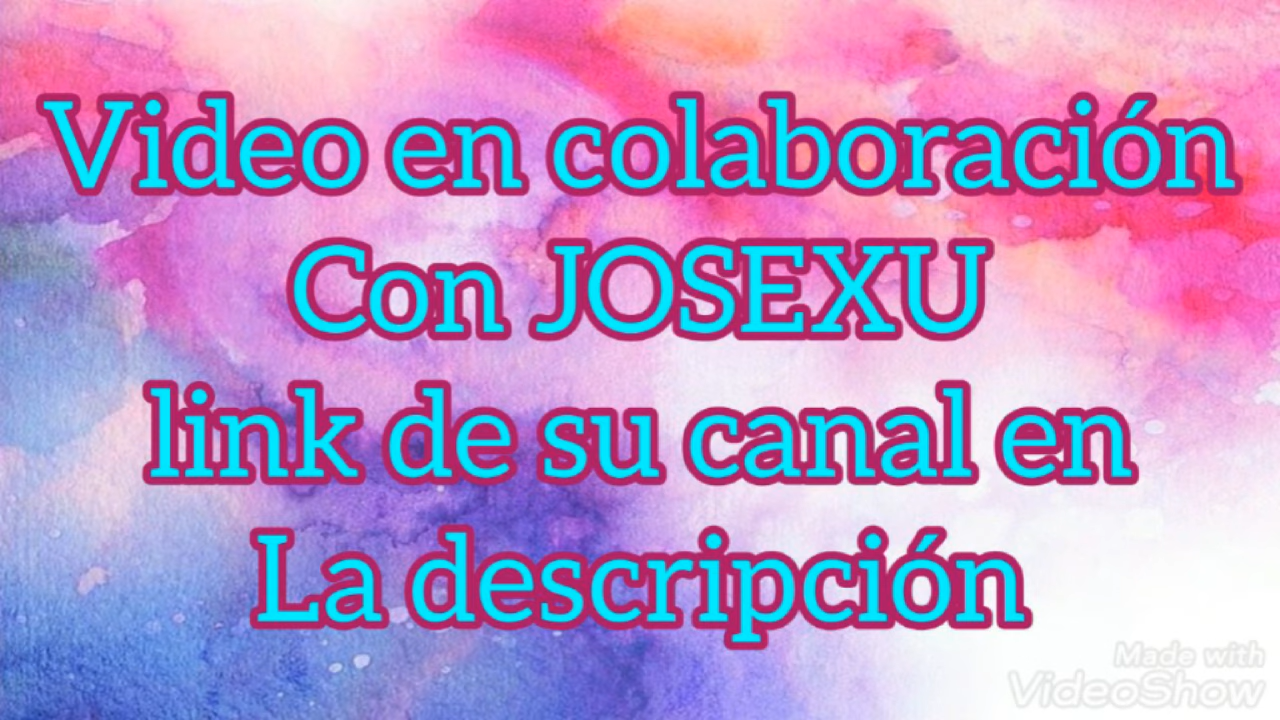 Video en colaboración
Con JOSEXU
link de su canal en
La descripción
Made with
VideoShow